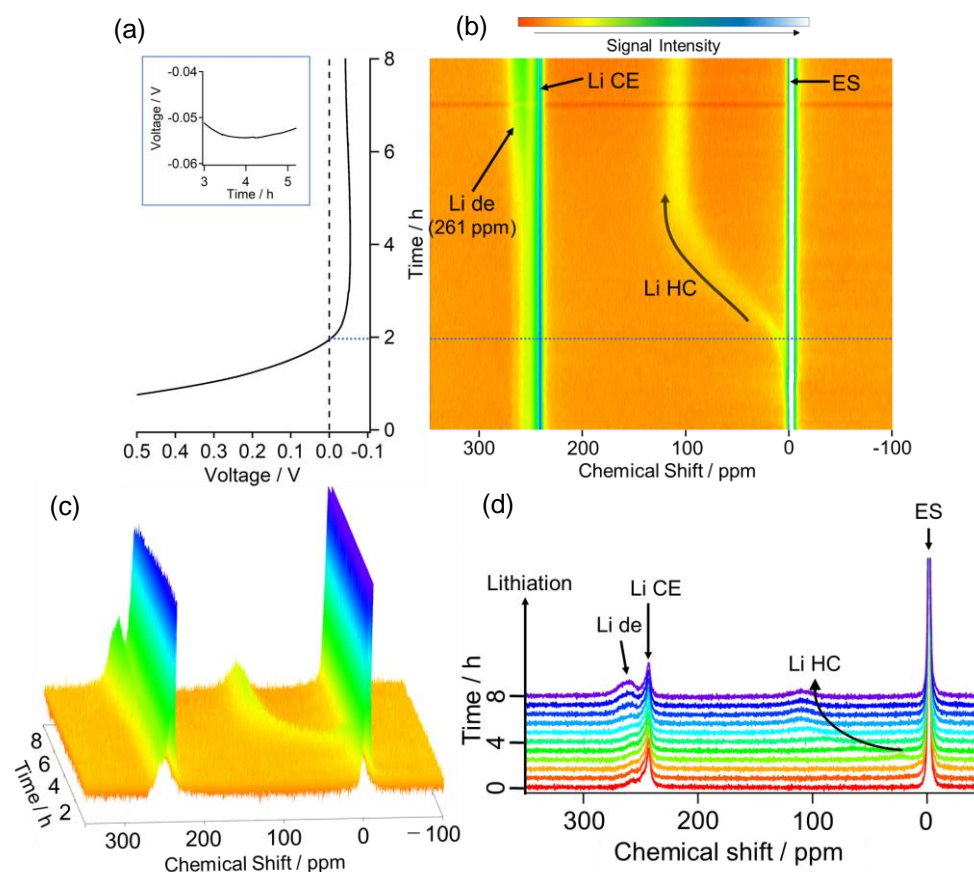 (a)
(b)
Signal Intensity
-0.04
-0.05
-0.06
Voltage / V
3 4 5
Time / h
8
6
4
2
0
Time / h
0.5 0.4 0.3 0.2 0.1 0.0 -0.1
Voltage / V
Li CE
ES
Li de
(261 ppm)
Li HC
300 200 100 0 -100
Chemical Shift / ppm
(c)
8
6
4
2
Time / h
300 200 100 0 −100
Chemical Shift / ppm
(d)
ES
Lithiation
Li CE
Li de
Li HC
8
4
0
Time / h
300 200 100 0
Chemical shift / ppm